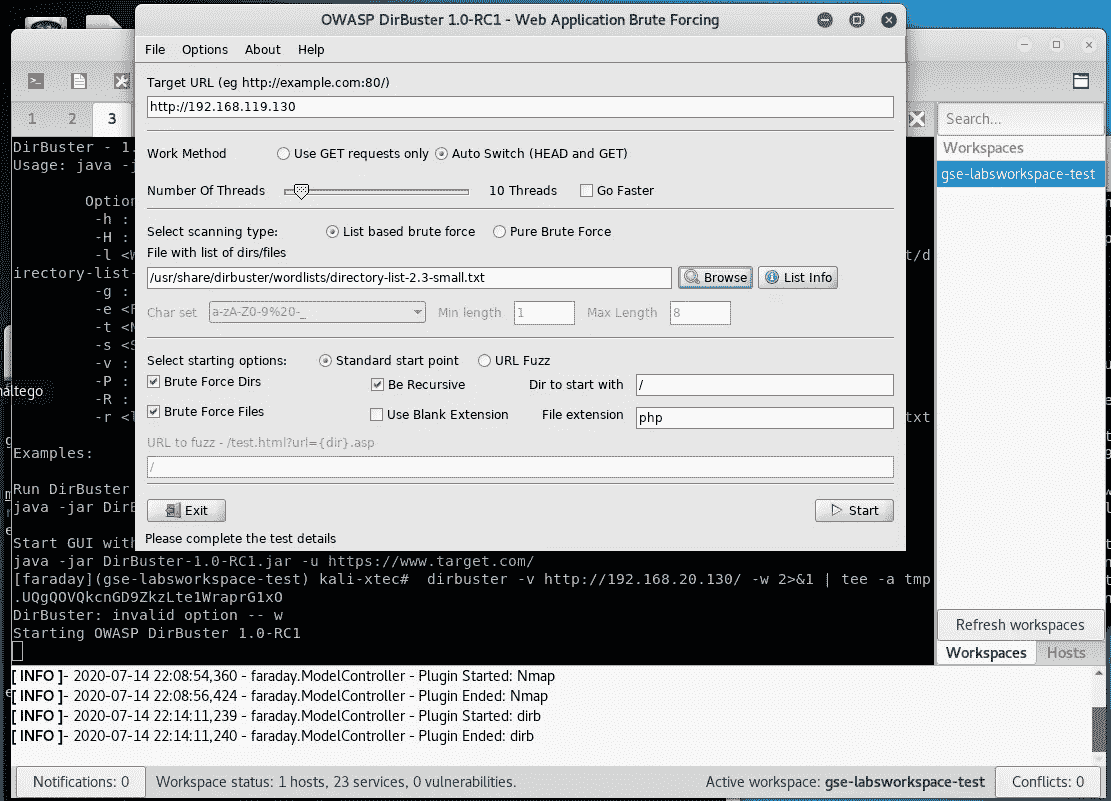 OWASP DirBuster 1.0-RC1 - Web Application Brute Forcing
File Options About Help
Target URL (eg http://example.com:80/)
http://192.168.119.130
Work Method Use GET requests only Auto Switch (HEAD and GET)
Number Of Threads 10 Threads Go Faster
Select scanning type: List based brute force Pure Brute Force
File with list of dirs/files
/usr/share/dirbuster/wordlists/directory-list-2.3-small.txt Browse List Info
Char set a-zA-Z0-9%20-_ Min length 1 Max Length 8
Select starting options: Standard start point URL Fuzz
Brute Force Dirs Be Recursive Dir to start with /
Brute Force Files Use Blank Extension File extension php
URL to fuzz - /test.html?url={dir}.asp
/
Exit Start
Please complete the test details
1 2 3
DirBuster - 1.
Usage: java -j
Option
-h :
-H :
-l <W t/d
irectory-list-
-g :
-e <F
-t <N
-s <S
-v :
-P :
-R :
-r <l txt
Examples:
Run DirBuster
java -jar DirB
Start GUI with
java -jar DirBuster-1.0-RC1.jar -u https://www.target.com/
[faraday](gse-labsworkspace-test) kali-xtec# dirbuster -v http://192.168.20.130/ -w 2>&1 | tee -a tmp
.UQgQOVQkcnGD9ZkzLte1WraprG1xO
DirBuster: invalid option -- w
Starting OWASP DirBuster 1.0-RC1
Search...
Workspaces
gse-labsworkspace-test
Refresh workspaces
Workspaces Hosts
[ INFO ]- 2020-07-14 22:08:54,360 - faraday.ModelController - Plugin Started: Nmap
[ INFO ]- 2020-07-14 22:08:56,424 - faraday.ModelController - Plugin Ended: Nmap
[ INFO ]- 2020-07-14 22:14:11,239 - faraday.ModelController - Plugin Started: dirb
[ INFO ]- 2020-07-14 22:14:11,240 - faraday.ModelController - Plugin Ended: dirb
Notifications: 0 Workspace status: 1 hosts, 23 services, 0 vulnerabilities. Active workspace: gse-labsworkspace-test Conflicts: 0